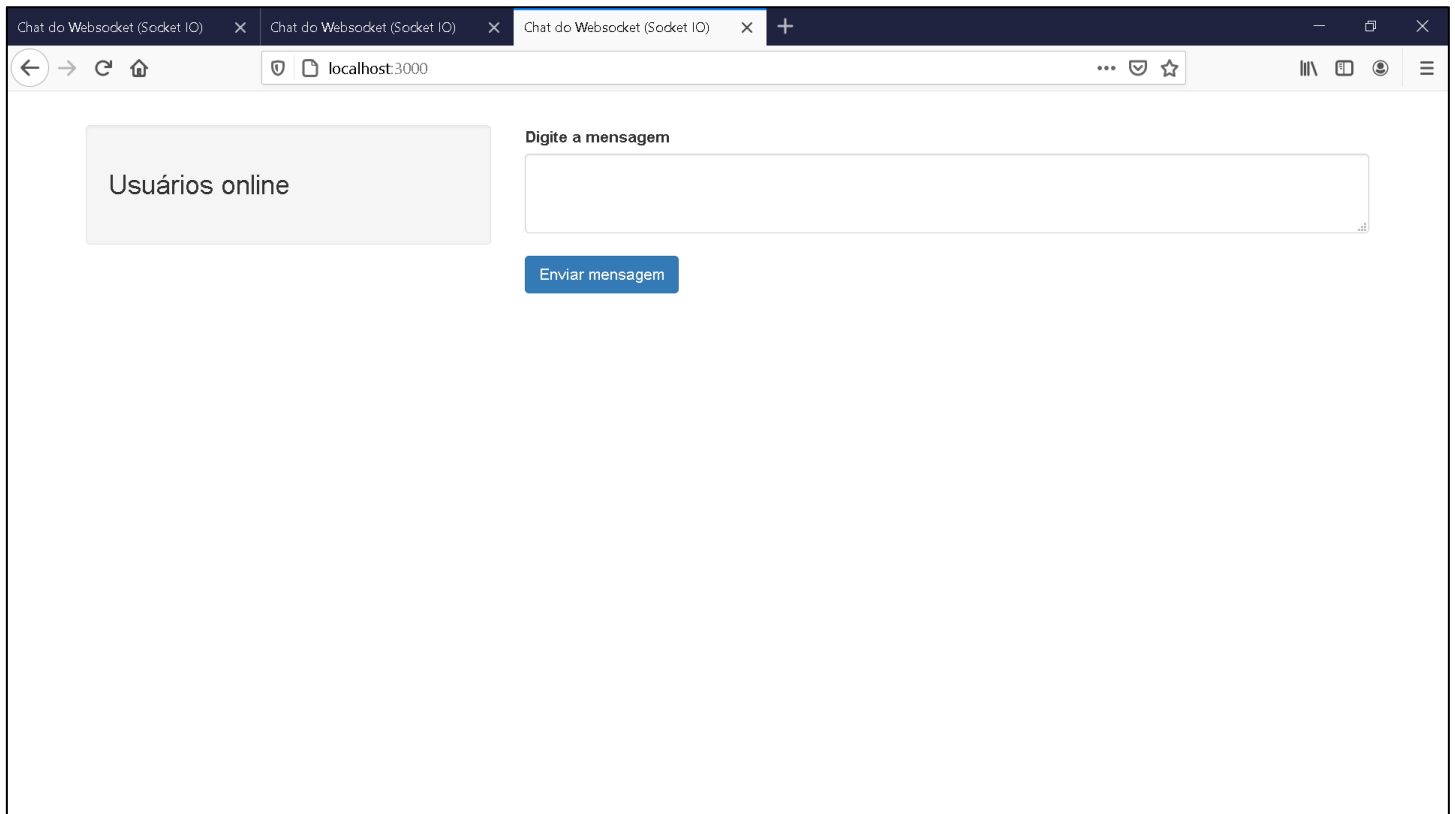 Chat do Websocket (Socket IO)
Chat do Websocket (Socket IO)
Chat do Websocket (Socket IO)
localhost:3000
Usuários online
Digite a mensagem
Enviar mensagem